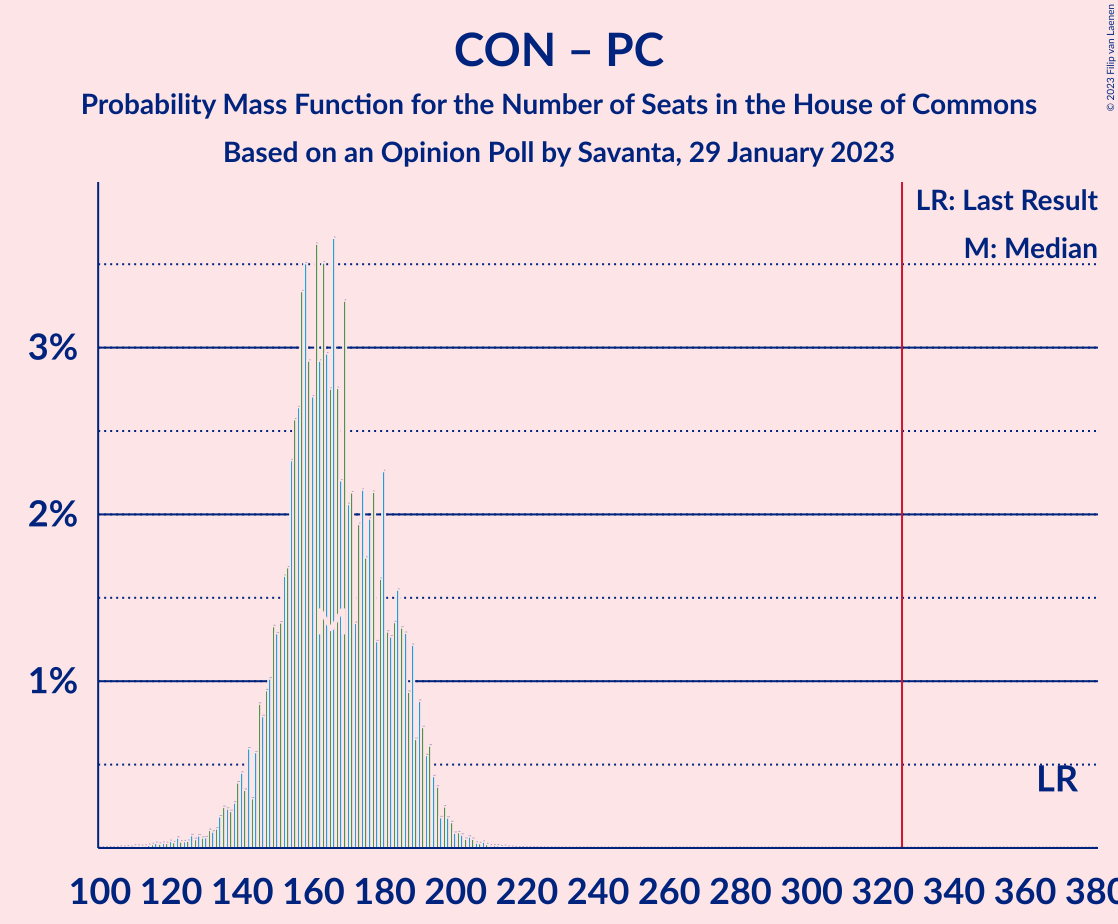 CON – PC
Probability Mass Function for the Number of Seats in the House of Commons
Based on an Opinion Poll by Savanta, 29 January 2023
© 2023 Filip van Laenen
LR: Last Result
M: Median
3%
2%
1%
M
LR
100 120 140 160 180 200 220 240 260 280 300 320 340 360 380